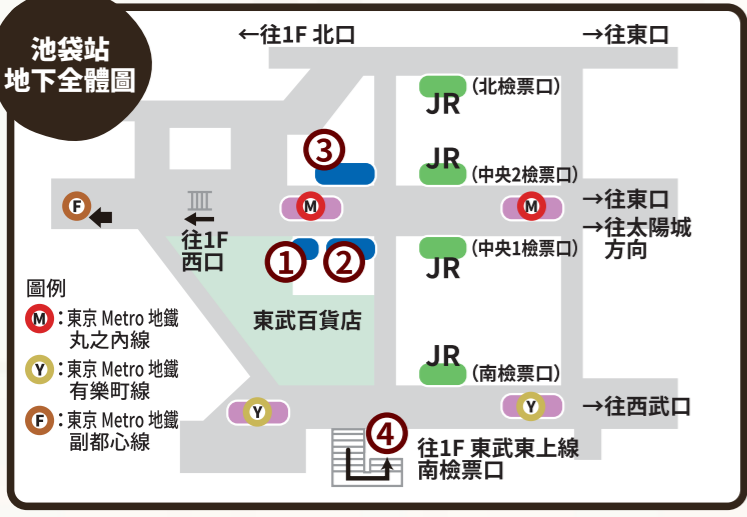 池袋站
地下全體圖
←往1F 北口
→往東口
JR
(北檢票口)
③
JR
(中央2檢票口)
F
M
M
→往東口
→往太陽城
方向
往1F
西口
①
②
(中央1檢票口)
JR
圖例
M：東京 Metro 地鐵
丸之內線
東武百貨店
JR
(南檢票口)
Y：東京 Metro 地鐵
有樂町線
Y
Y
→往西武口
F：東京 Metro 地鐵
副都心線
④
往1F 東武東上線
南檢票口